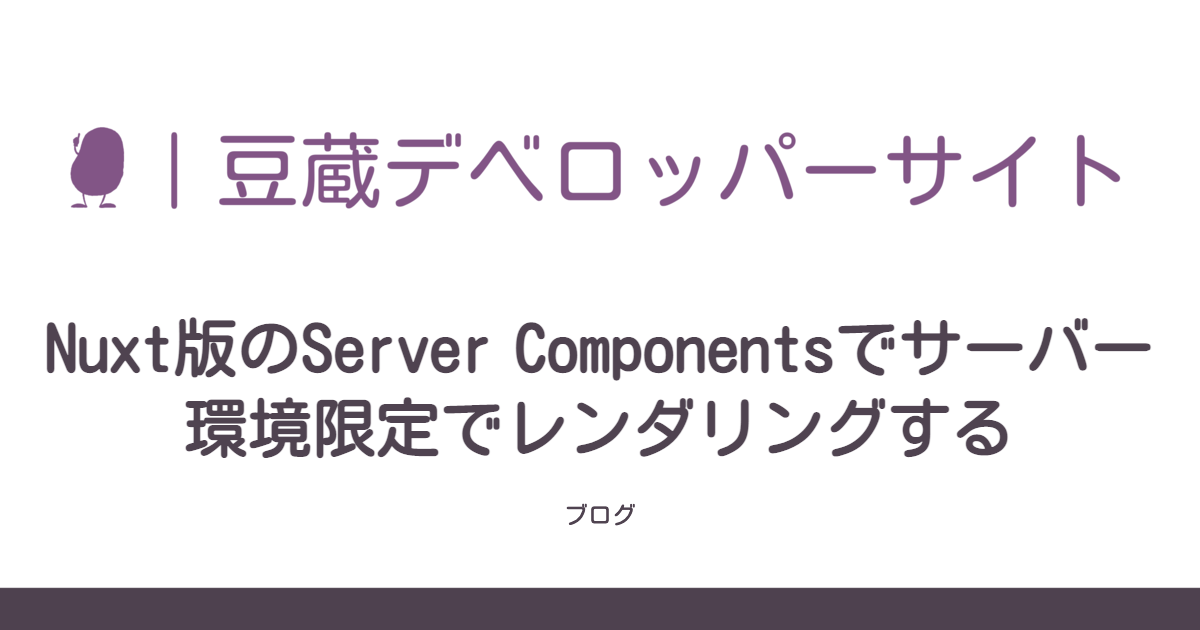 ｜豆蔵デベロッパーサイト
Nuxt版のServer Componentsでサーバー
環境限定でレンダリングする
ブログ